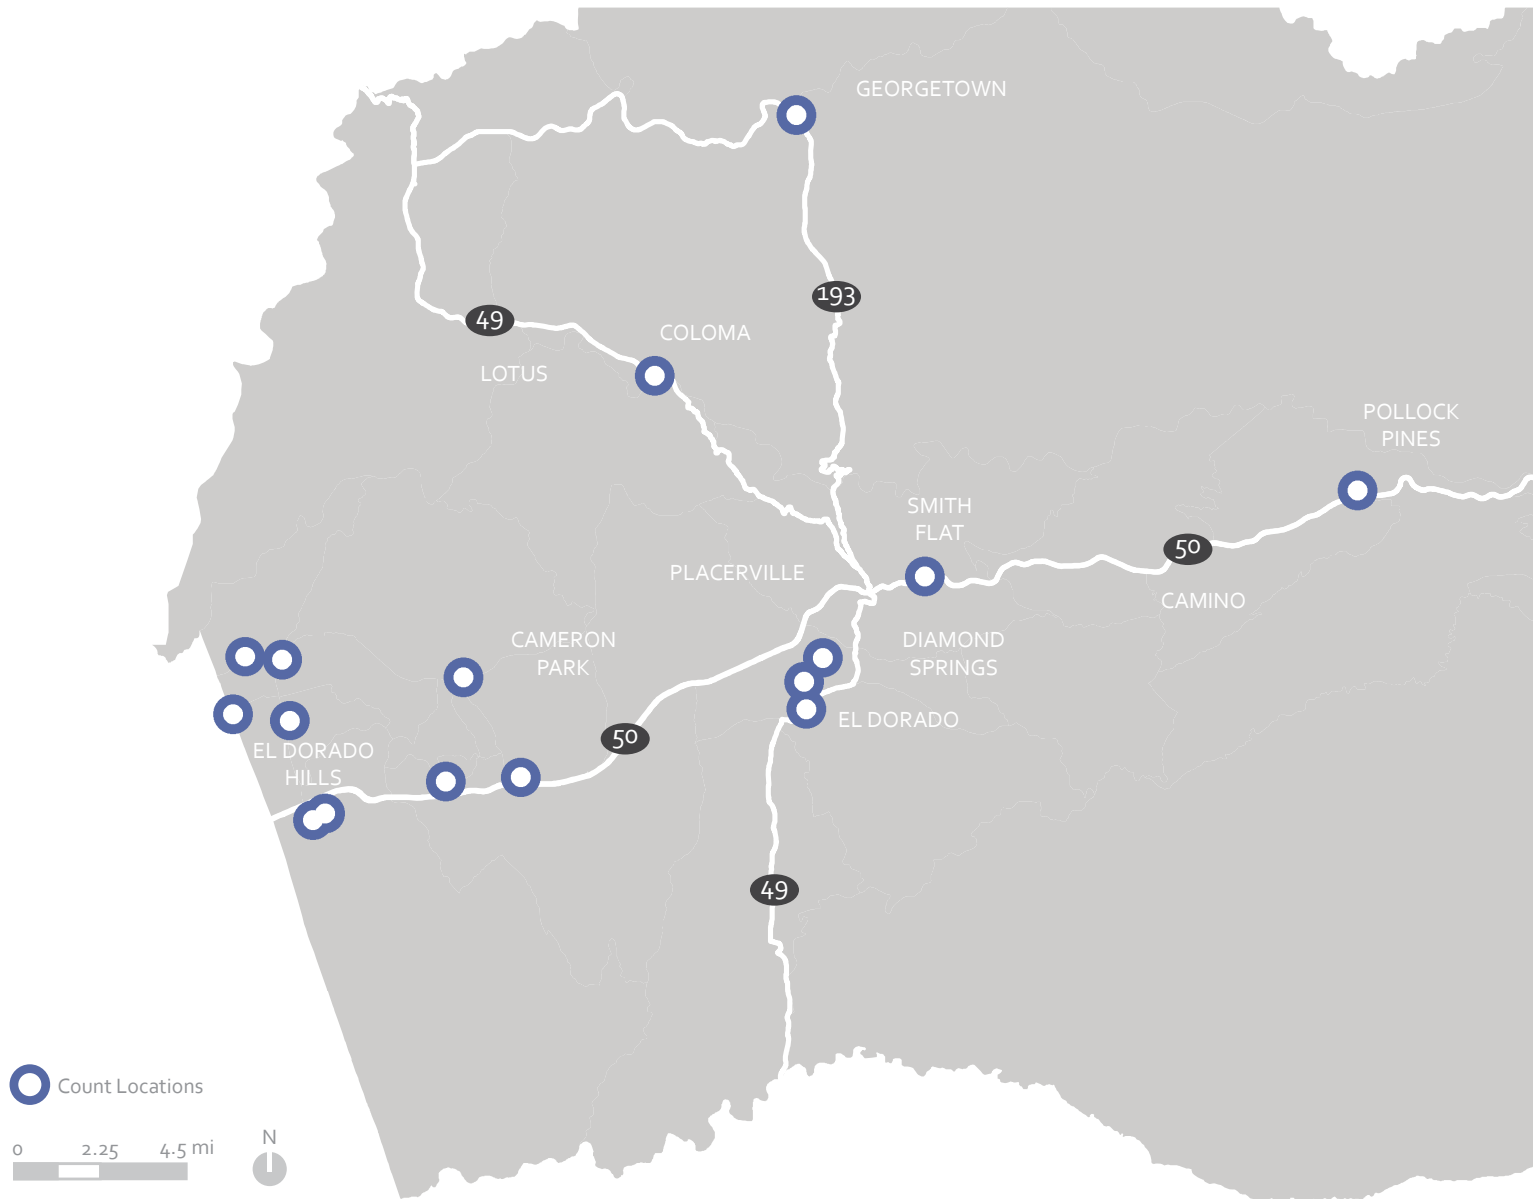 GEORGETOWN
193
49
COLOMA
LOTUS
POLLOCK
PINES
SMITH
FLAT
50
PLACERVILLE
CAMINO
CAMERON
PARK
DIAMOND
SPRINGS
EL DORADO
50
EL DORADO
HILLS
49
Count Locations
0 2.25 4.5 mi
N